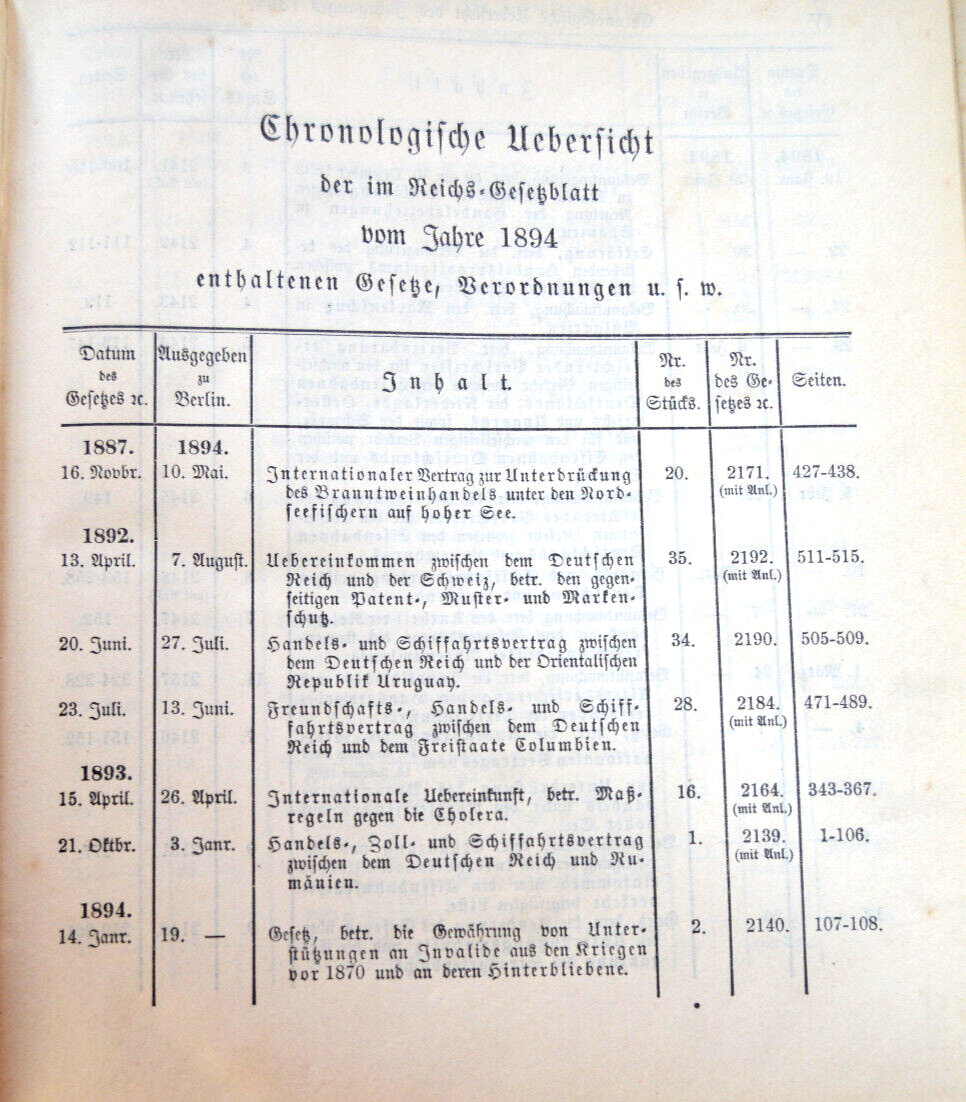 Chronologische Uebersicht
der im Reichs-Gesetzblatt
vom Jahre 1894
enthaltenen Gesetze, Verordnungen u. s. w.
Datum des Gesetzes ꝛc. Ausgegeben zu Berlin. Inhalt. Nr. des Stücks. Nr. des Gesetzes ꝛc. Seiten.
1887. 1894.
16. Novbr. 10. Mai. Internationaler Vertrag zur Unterdrückung 20. 2171. 427-438.
des Branntweinhandels unter den Nord- (mit Anl.)
seefischern auf hoher See.
1892.
13. April. 7. August. Uebereinkommen zwischen dem Deutschen 35. 2192. 511-515.
Reich und der Schweiz, betr. den gegen- (mit Anl.)
seitigen Patent-, Muster- und Marken-
schutz.
20. Juni. 27. Juli. Handels- und Schiffahrtsvertrag zwischen 34. 2190. 505-509.
dem Deutschen Reich und der Orientalischen
Republik Uruguay.
23. Juli. 13. Juni. Freundschafts-, Handels- und Schiff- 28. 2184. 471-489.
fahrtsvertrag zwischen dem Deutschen (mit Anl.)
Reich und dem Freistaate Columbien.
1893.
15. April. 26. April. Internationale Uebereinkunft, betr. Maß- 16. 2164. 343-367.
regeln gegen die Cholera. (mit Anl.)
21. Oktbr. 3. Janr. Handels-, Zoll- und Schiffahrtsvertrag 1. 2139. 1-106.
zwischen dem Deutschen Reich und Ru- (mit Anl.)
mänien.
1894.
14. Janr. 19. — Gesetz, betr. die Gewährung von Unter- 2. 2140. 107-108.
stützungen an Invalide aus den Kriegen
vor 1870 und an deren Hinterbliebene.